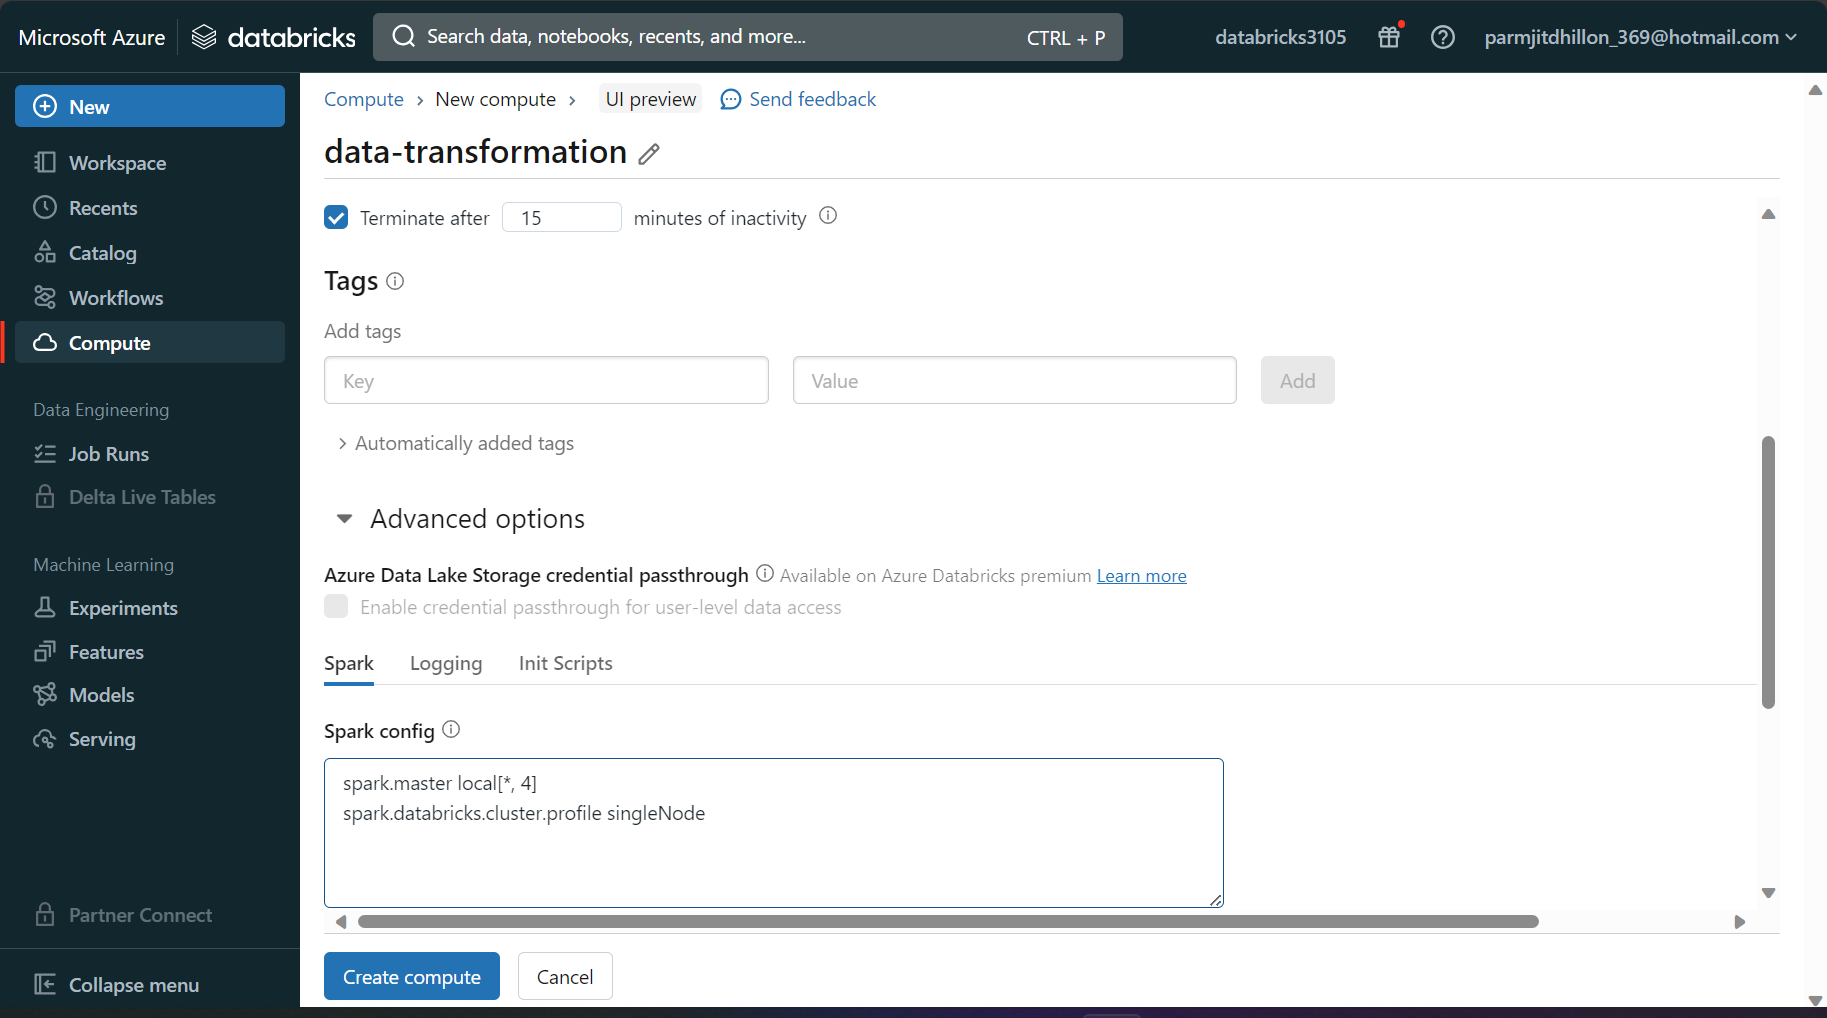 Microsoft Azure databricks Search data, notebooks, recents, and more... CTRL + P databricks3105 parmjitdhillon_369@hotmail.com
New
Workspace
Recents
Catalog
Workflows
Compute
Data Engineering
Job Runs
Delta Live Tables
Machine Learning
Experiments
Features
Models
Serving
Partner Connect
Collapse menu
Compute › New compute › UI preview Send feedback
data-transformation
Terminate after 15 minutes of inactivity
Tags
Add tags
Key Value Add
Automatically added tags
Advanced options
Azure Data Lake Storage credential passthrough Available on Azure Databricks premium Learn more
Enable credential passthrough for user-level data access
Spark Logging Init Scripts
Spark config
spark.master local[*, 4]
spark.databricks.cluster.profile singleNode
Create compute Cancel